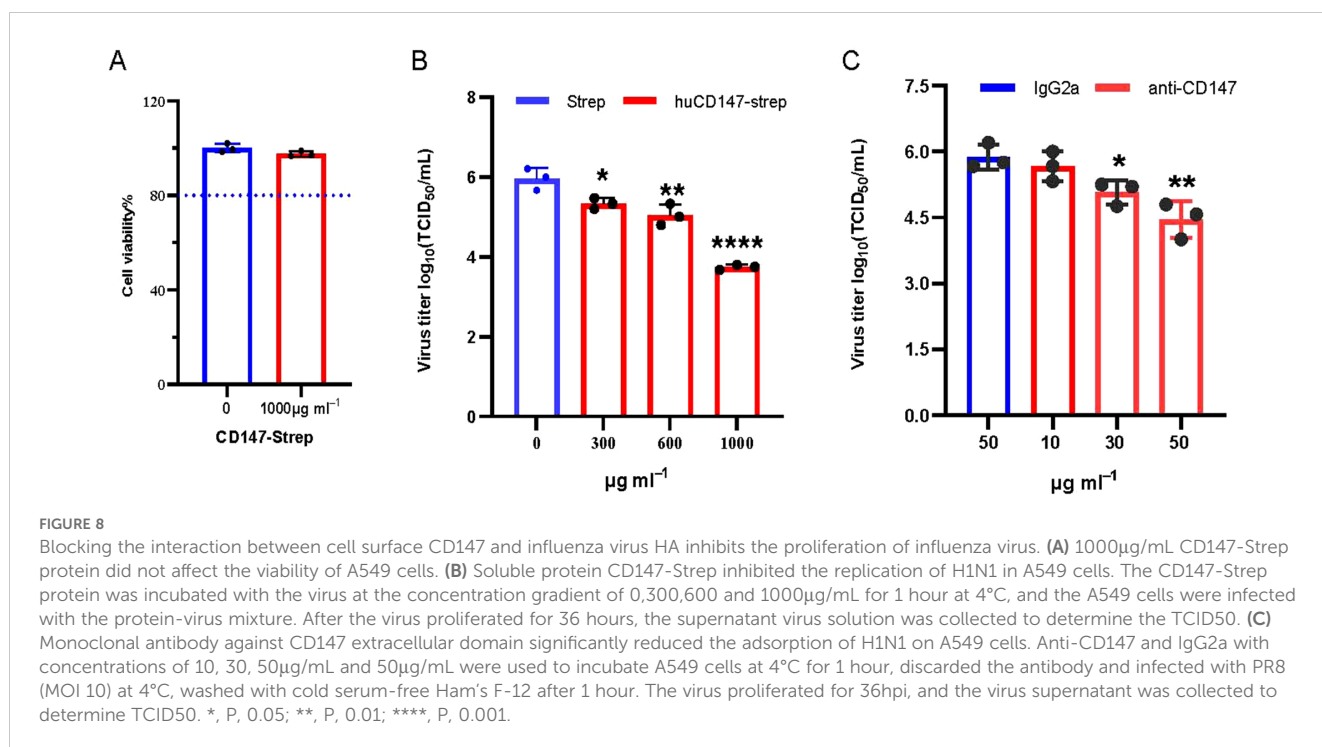 A
120
80
40
0
Cell viability%
0
1000µg ml⁻¹
CD147-Strep
B
Strep
huCD147-strep
8
6
4
2
0
Virus titer log₁₀(TCID₅₀/mL)
*
**
****
0
300
600
1000
µg ml⁻¹
C
IgG2a
anti-CD147
7.5
6.0
4.5
3.0
1.5
0.0
Virus titer log₁₀(TCID₅₀/mL)
*
**
50
10
30
50
µg ml⁻¹
FIGURE 8
Blocking the interaction between cell surface CD147 and influenza virus HA inhibits the proliferation of influenza virus. (A) 1000µg/mL CD147-Strep
protein did not affect the viability of A549 cells. (B) Soluble protein CD147-Strep inhibited the replication of H1N1 in A549 cells. The CD147-Strep
protein was incubated with the virus at the concentration gradient of 0,300,600 and 1000µg/mL for 1 hour at 4°C, and the A549 cells were infected
with the protein-virus mixture. After the virus proliferated for 36 hours, the supernatant virus solution was collected to determine the TCID50. (C)
Monoclonal antibody against CD147 extracellular domain significantly reduced the adsorption of H1N1 on A549 cells. Anti-CD147 and IgG2a with
concentrations of 10, 30, 50µg/mL and 50µg/mL were used to incubate A549 cells at 4°C for 1 hour, discarded the antibody and infected with PR8
(MOI 10) at 4°C, washed with cold serum-free Ham's F-12 after 1 hour. The virus proliferated for 36hpi, and the virus supernatant was collected to
determine TCID50. *, P, 0.05; **, P, 0.01; ****, P, 0.001.